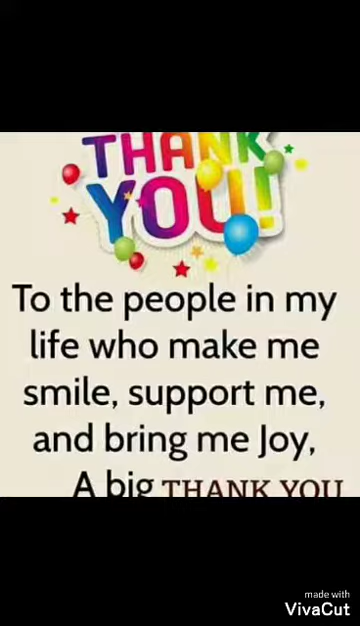 THANK
YOU!
To the people in my
life who make me
smile, support me,
and bring me Joy,
A big THANK YOU
made with
VivaCut